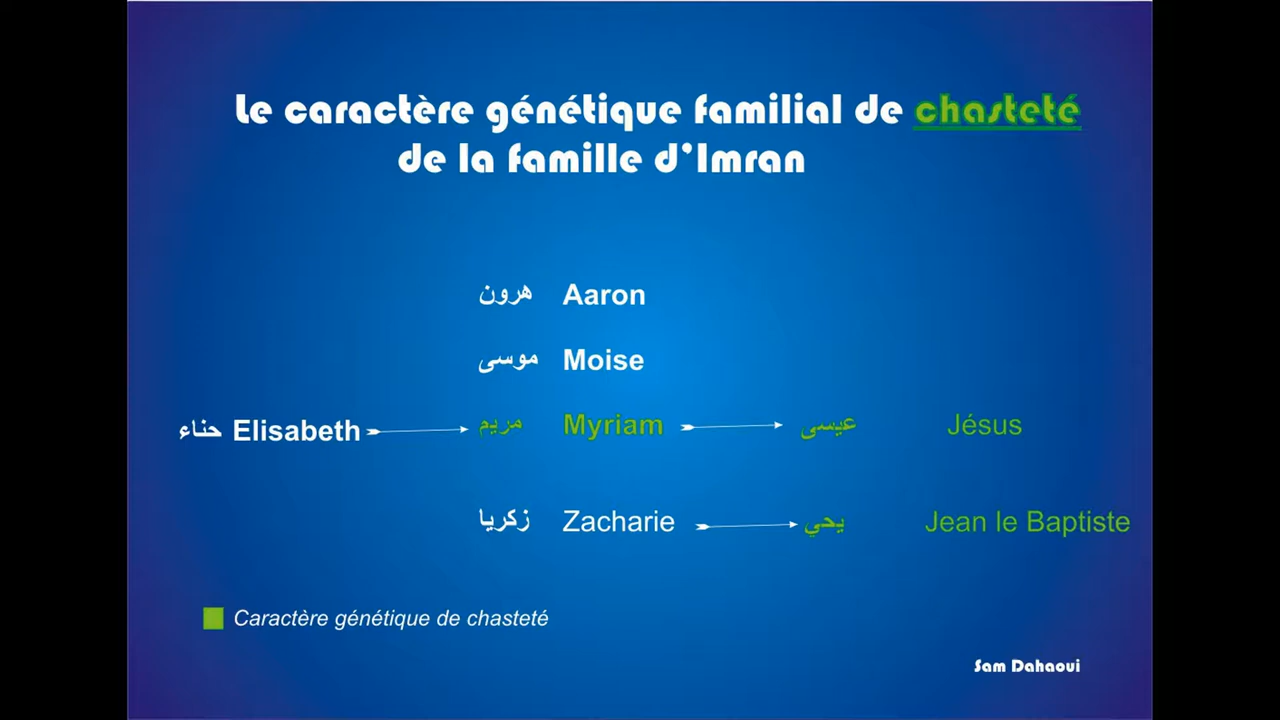 Le caractère génétique familial de chasteté
de la famille d'Imran
هرون Aaron
موسى Moise
حناء Elisabeth مريم Myriam عيسى Jésus
زكريا Zacharie يحي Jean le Baptiste
Caractère génétique de chasteté
Sam Dahaoui